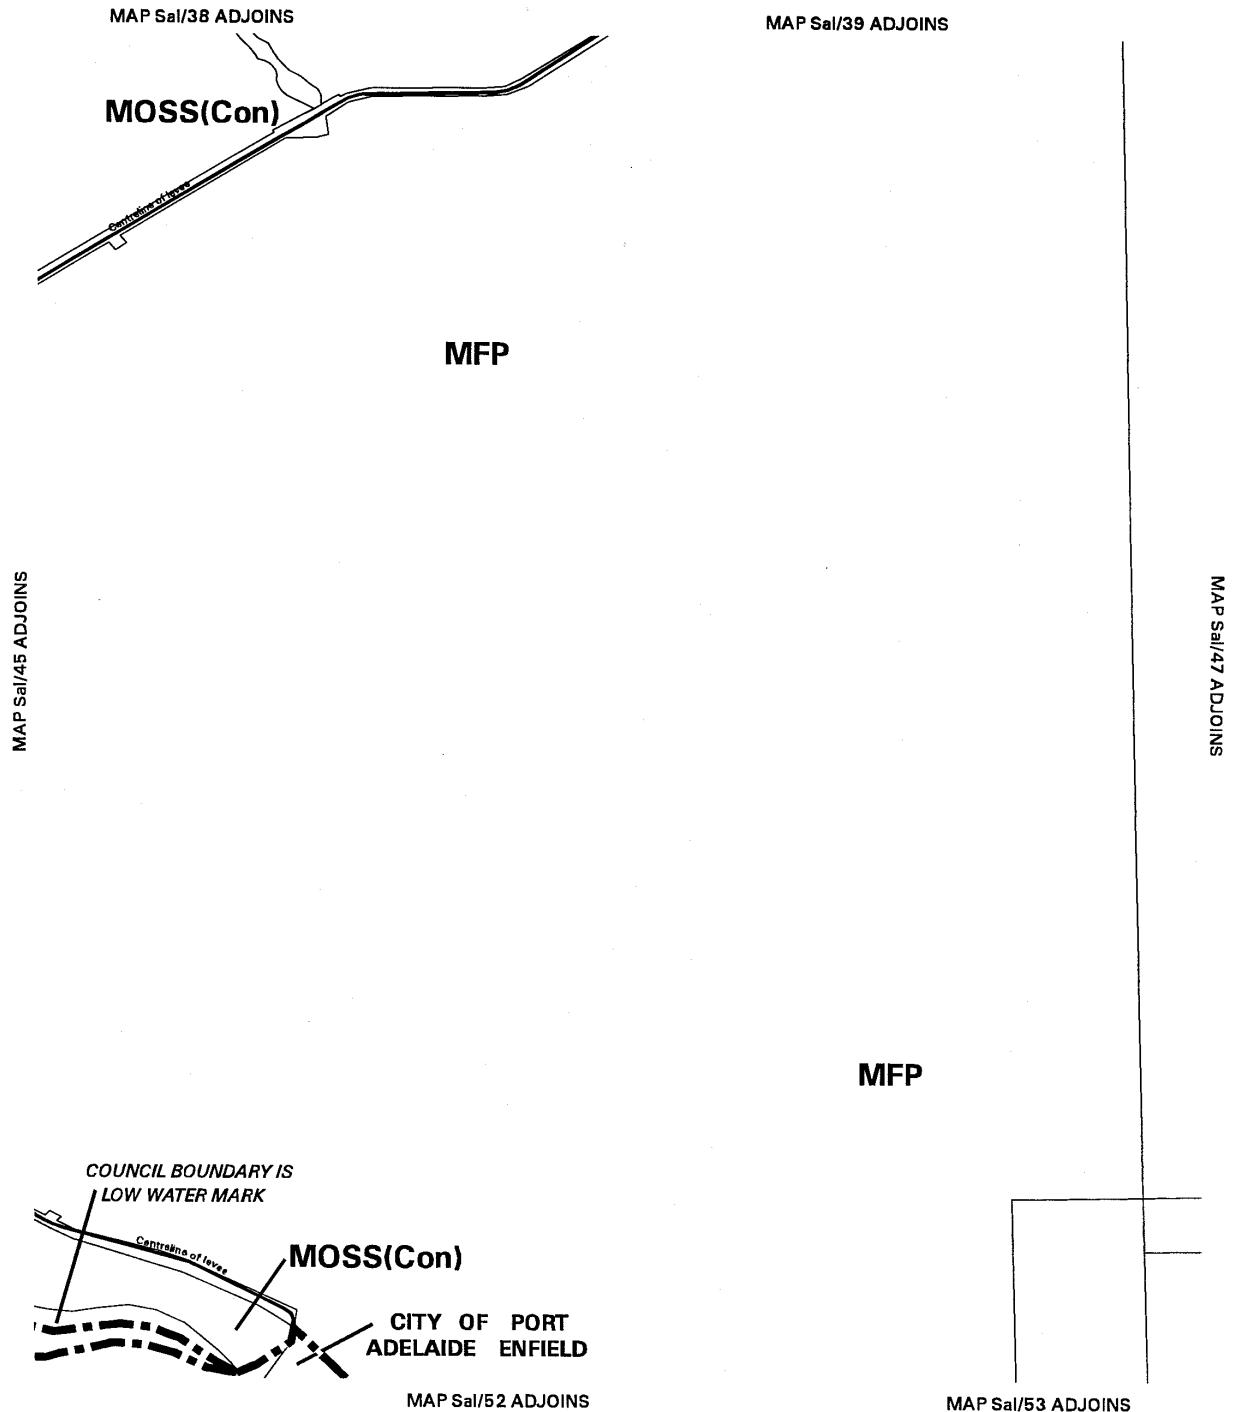 MAP Sal/38 ADJOINS
MAP Sal/39 ADJOINS
MOSS(Con)
Centreline of levee
MFP
MAP Sal/45 ADJOINS
MAP Sal/47 ADJOINS
MFP
COUNCIL BOUNDARY IS
LOW WATER MARK
Centreline of levee
MOSS(Con)
CITY OF PORT
ADELAIDE ENFIELD
MAP Sal/52 ADJOINS
MAP Sal/53 ADJOINS